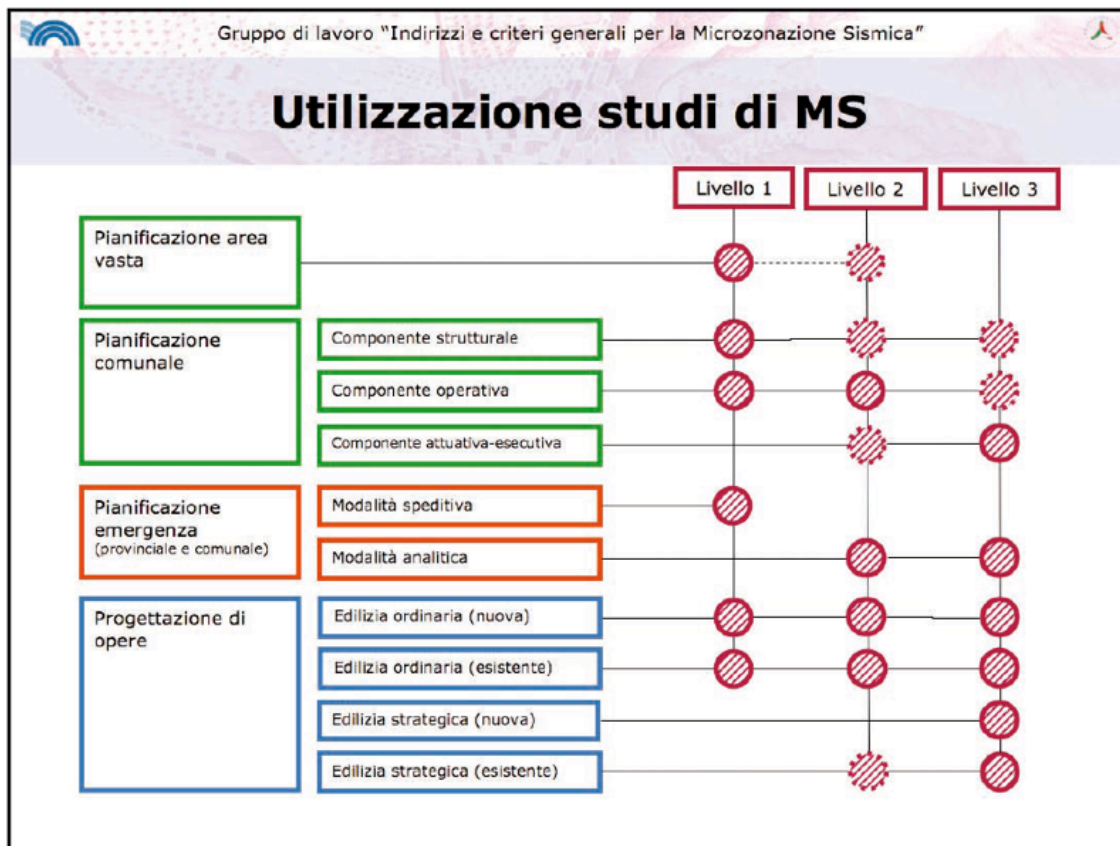 Gruppo di lavoro “Indirizzi e criteri generali per la Microzonazione Sismica”
Utilizzazione studi di MS
Livello 1
Livello 2
Livello 3
Pianificazione area
vasta
Pianificazione
comunale
Componente strutturale
Componente operativa
Componente attuativa-esecutiva
Pianificazione
emergenza
(provinciale e comunale)
Modalità speditiva
Modalità analitica
Progettazione di
opere
Edilizia ordinaria (nuova)
Edilizia ordinaria (esistente)
Edilizia strategica (nuova)
Edilizia strategica (esistente)